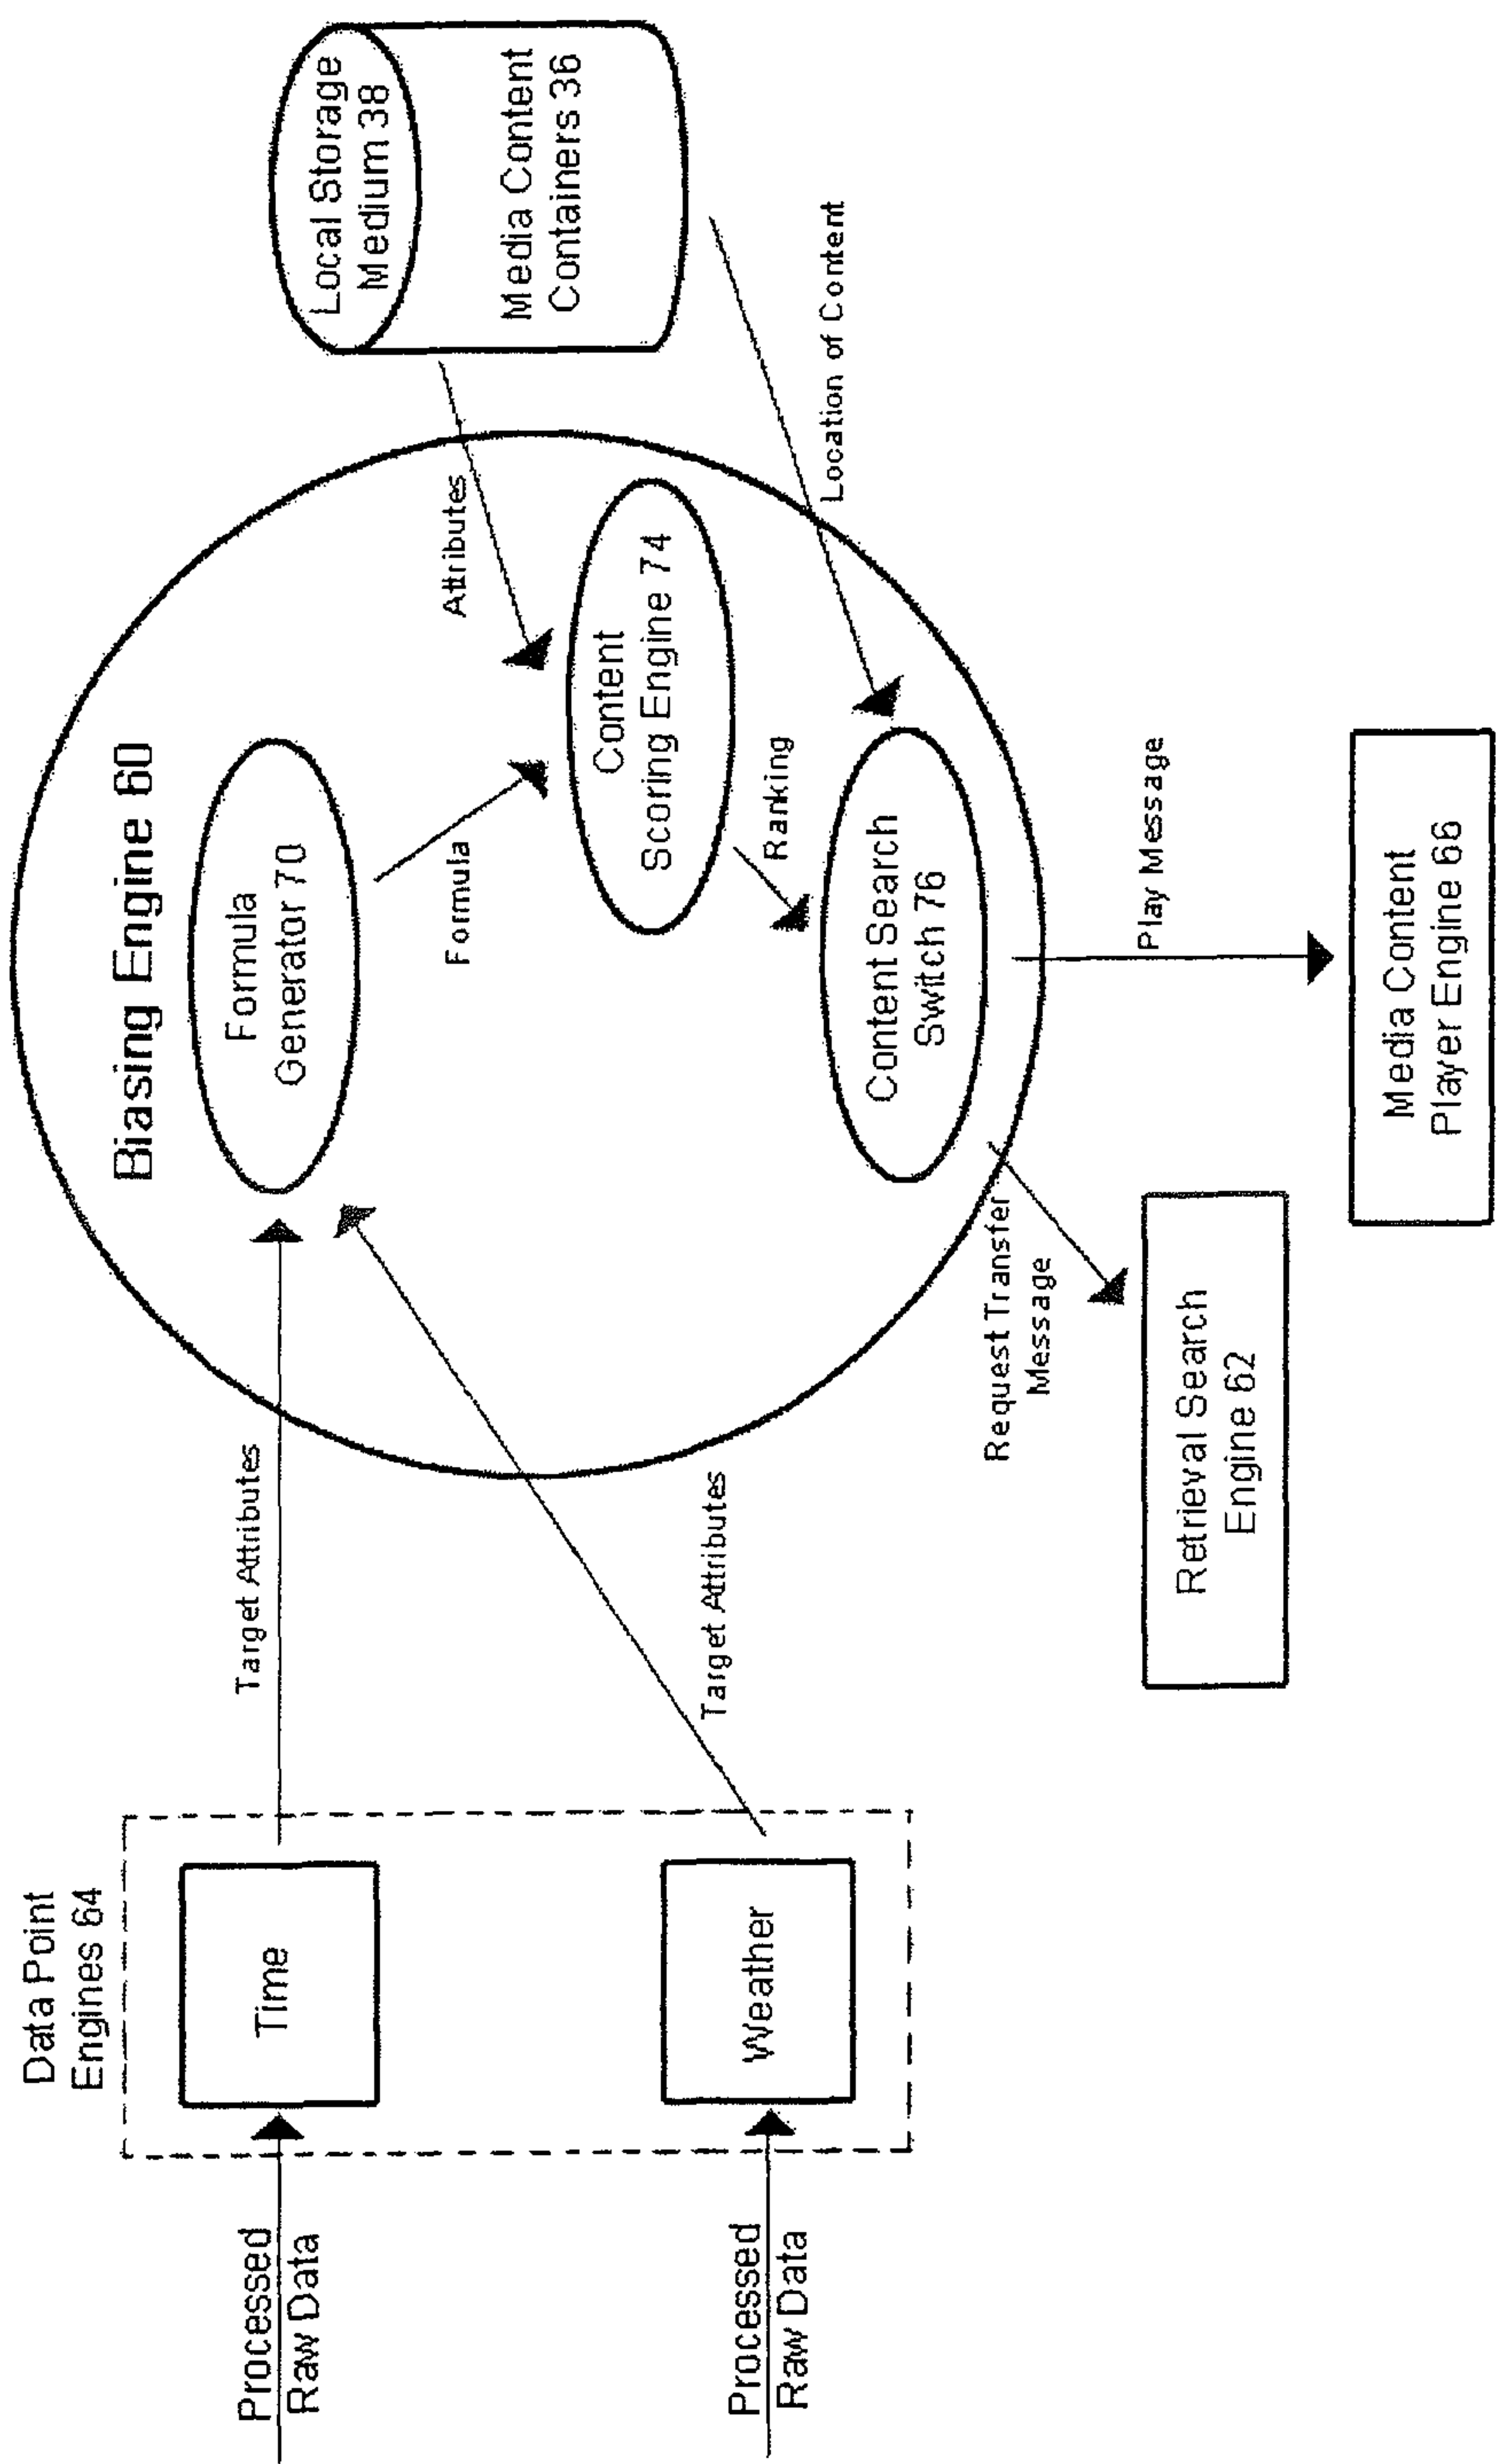 Data Point
Engines 64
Processed
Raw Data
Time
Processed
Raw Data
Weather
Target Attributes
Target Attributes
Biasing Engine 60
Formula
Generator 70
Formula
Attributes
Content
Scoring Engine 74
Ranking
Content Search
Switch 76
Local Storage
Medium 38
Media Content
Containers 36
Location of Content
Request Transfer
Message
Play Message
Retrieval Search
Engine 62
Media Content
Player Engine 66